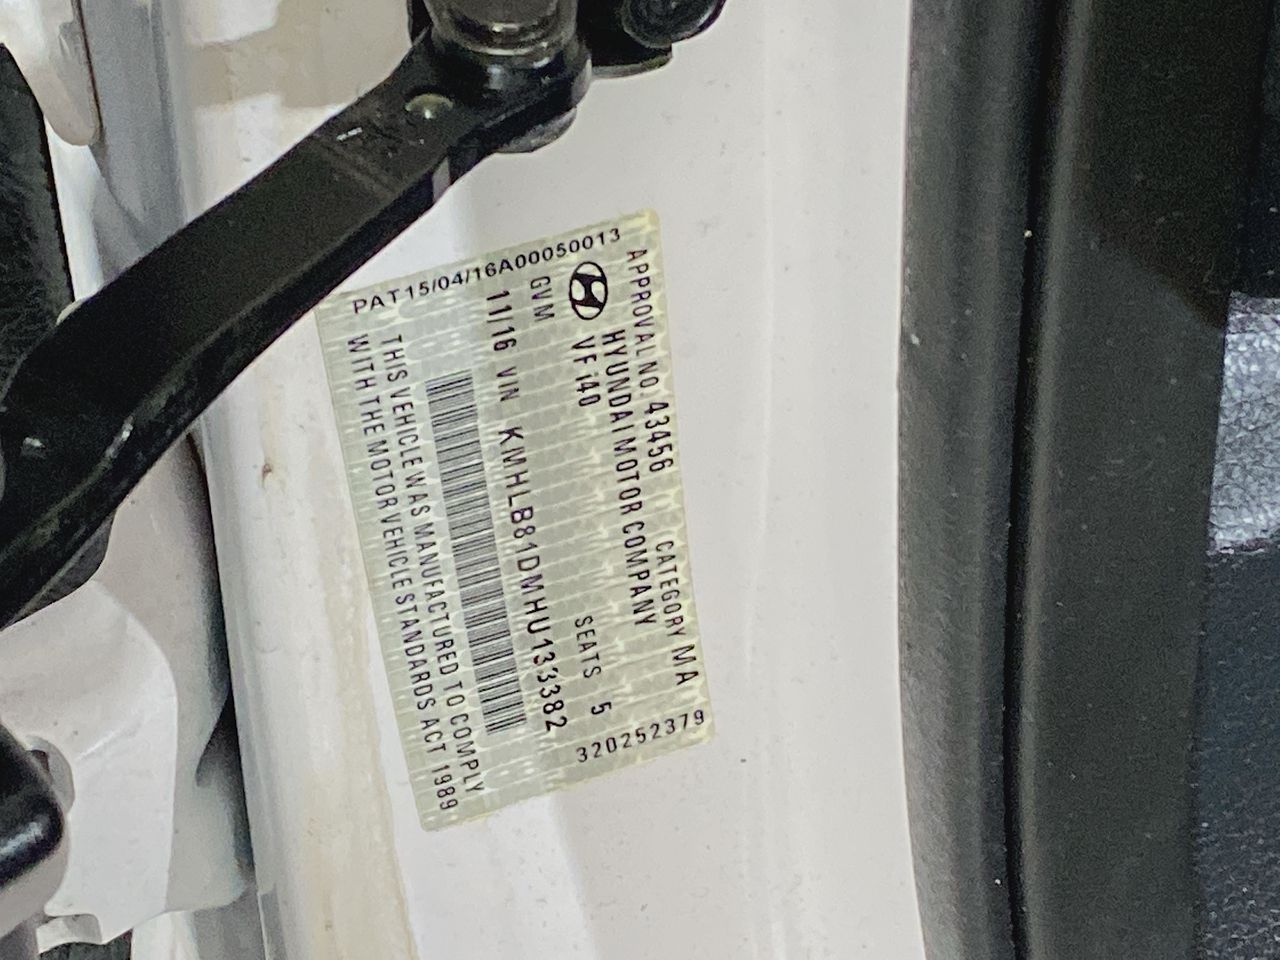 APPROVAL NO. 43456 CATEGORY MA
HYUNDAI MOTOR COMPANY
VF i40 SEATS 5
GVM
11/16 VIN KMHLB81DMHU133382
THIS VEHICLE WAS MANUFACTURED TO COMPLY
WITH THE MOTOR VEHICLE STANDARDS ACT 1989
PAT15/04/16A00050013
320252379